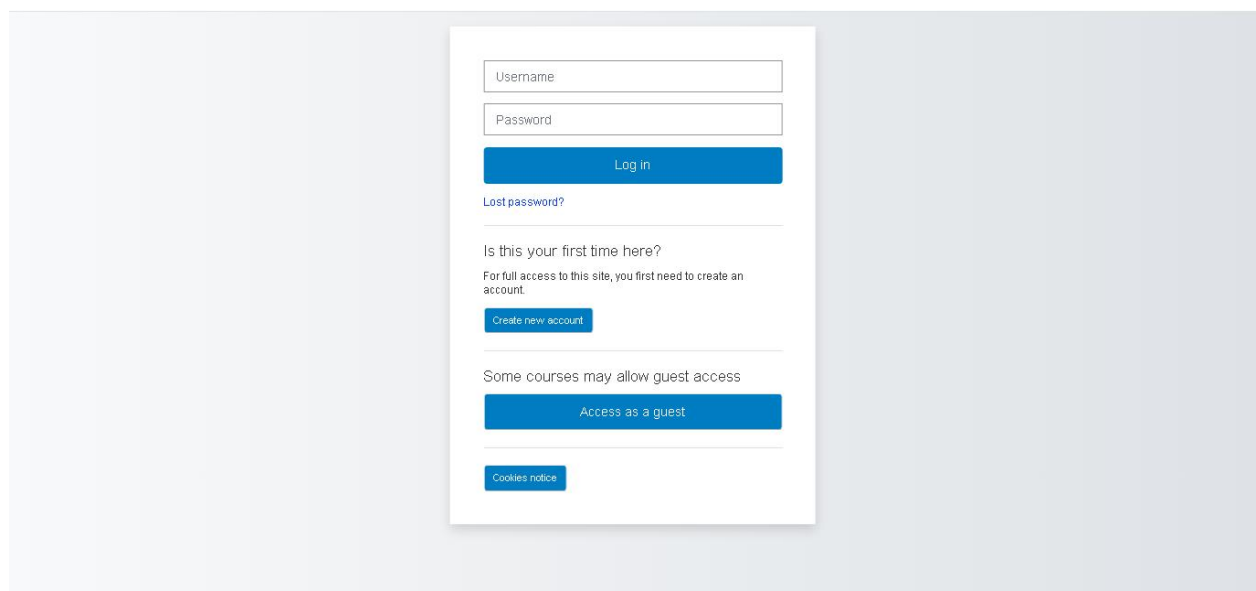 Username
Password
Log in
Lost password?
Is this your first time here?
For full access to this site, you first need to create an
account.
Create new account
Some courses may allow guest access
Access as a guest
Cookies notice